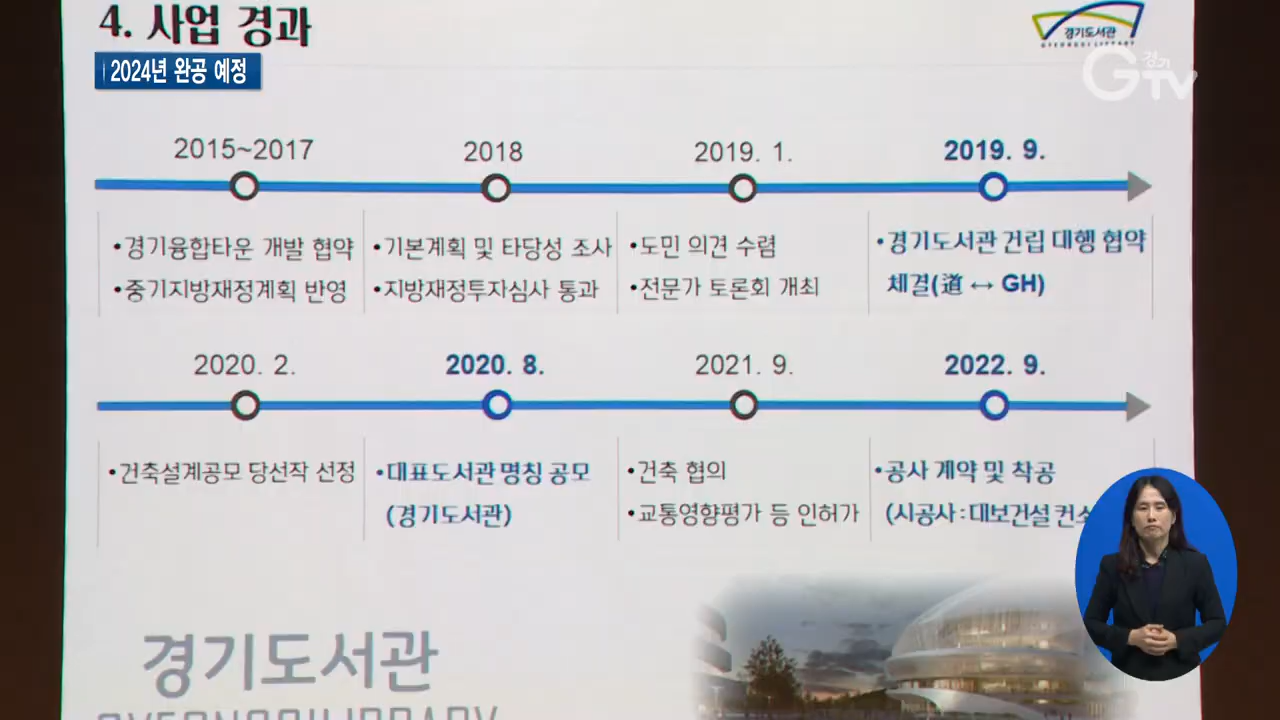 4. 사업 경과
경기도서관
GYEONGGI LIBRARY
2024년 완공 예정
경기
GTV
2015~2017
2018
2019. 1.
2019. 9.
•경기융합타운 개발 협약
•중기지방재정계획 반영
•기본계획 및 타당성 조사
•지방재정투자심사 통과
•도민 의견 수렴
•전문가 토론회 개최
•경기도서관 건립 대행 협약
체결(道 ↔ GH)
2020. 2.
2020. 8.
2021. 9.
2022. 9.
•건축설계공모 당선작 선정
•대표도서관 명칭 공모
(경기도서관)
•건축 협의
•교통영향평가 등 인허가
•공사 계약 및 착공
(시공사 : 대보건설 컨소
경기도서관
GYEONGGI LIBRARY